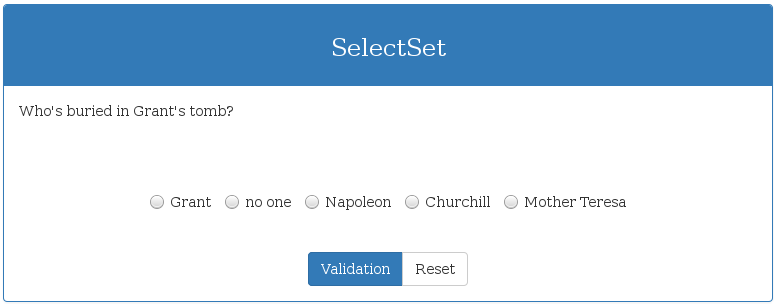 SelectSet
Who's buried in Grant's tomb?
Grant no one Napoleon Churchill Mother Teresa
Validation Reset